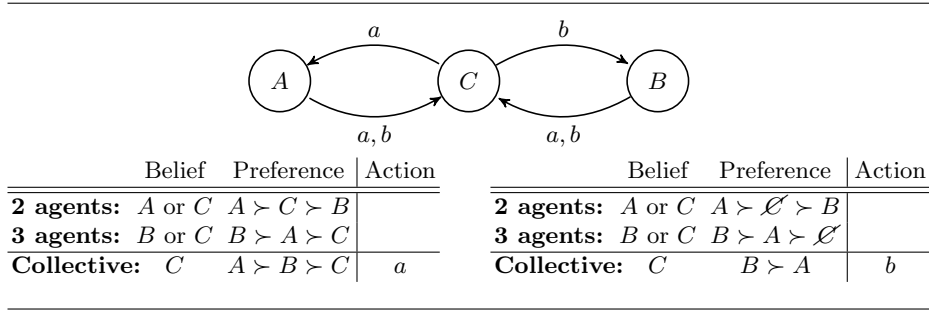 a b
A C B
a, b a, b
Belief Preference Action Belief Preference Action
2 agents: A or C A ≻ C ≻ B 2 agents: A or C A ≻ C̸ ≻ B
3 agents: B or C B ≻ A ≻ C 3 agents: B or C B ≻ A ≻ C̸
Collective: C A ≻ B ≻ C a Collective: C B ≻ A b